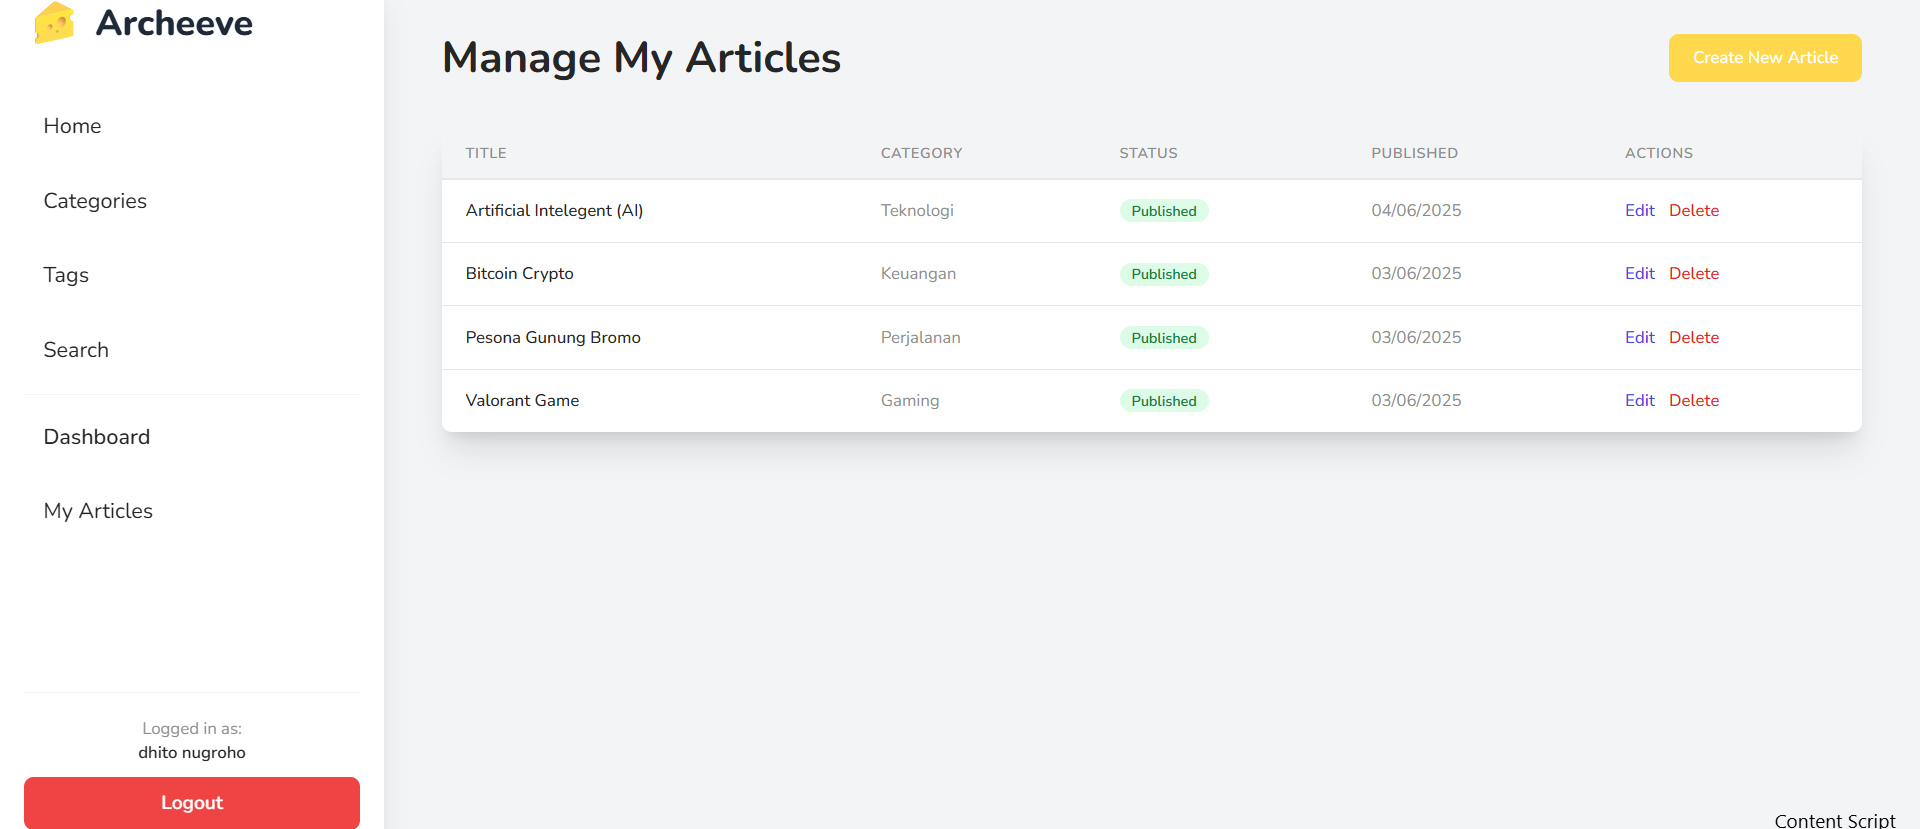 Archeeve
Home
Categories
Tags
Search
Dashboard
My Articles
Logged in as:
dhito nugroho
Logout
Manage My Articles
Create New Article
TITLE CATEGORY STATUS PUBLISHED ACTIONS
Artificial Intelegent (AI) Teknologi Published 04/06/2025 Edit Delete
Bitcoin Crypto Keuangan Published 03/06/2025 Edit Delete
Pesona Gunung Bromo Perjalanan Published 03/06/2025 Edit Delete
Valorant Game Gaming Published 03/06/2025 Edit Delete
Content Script